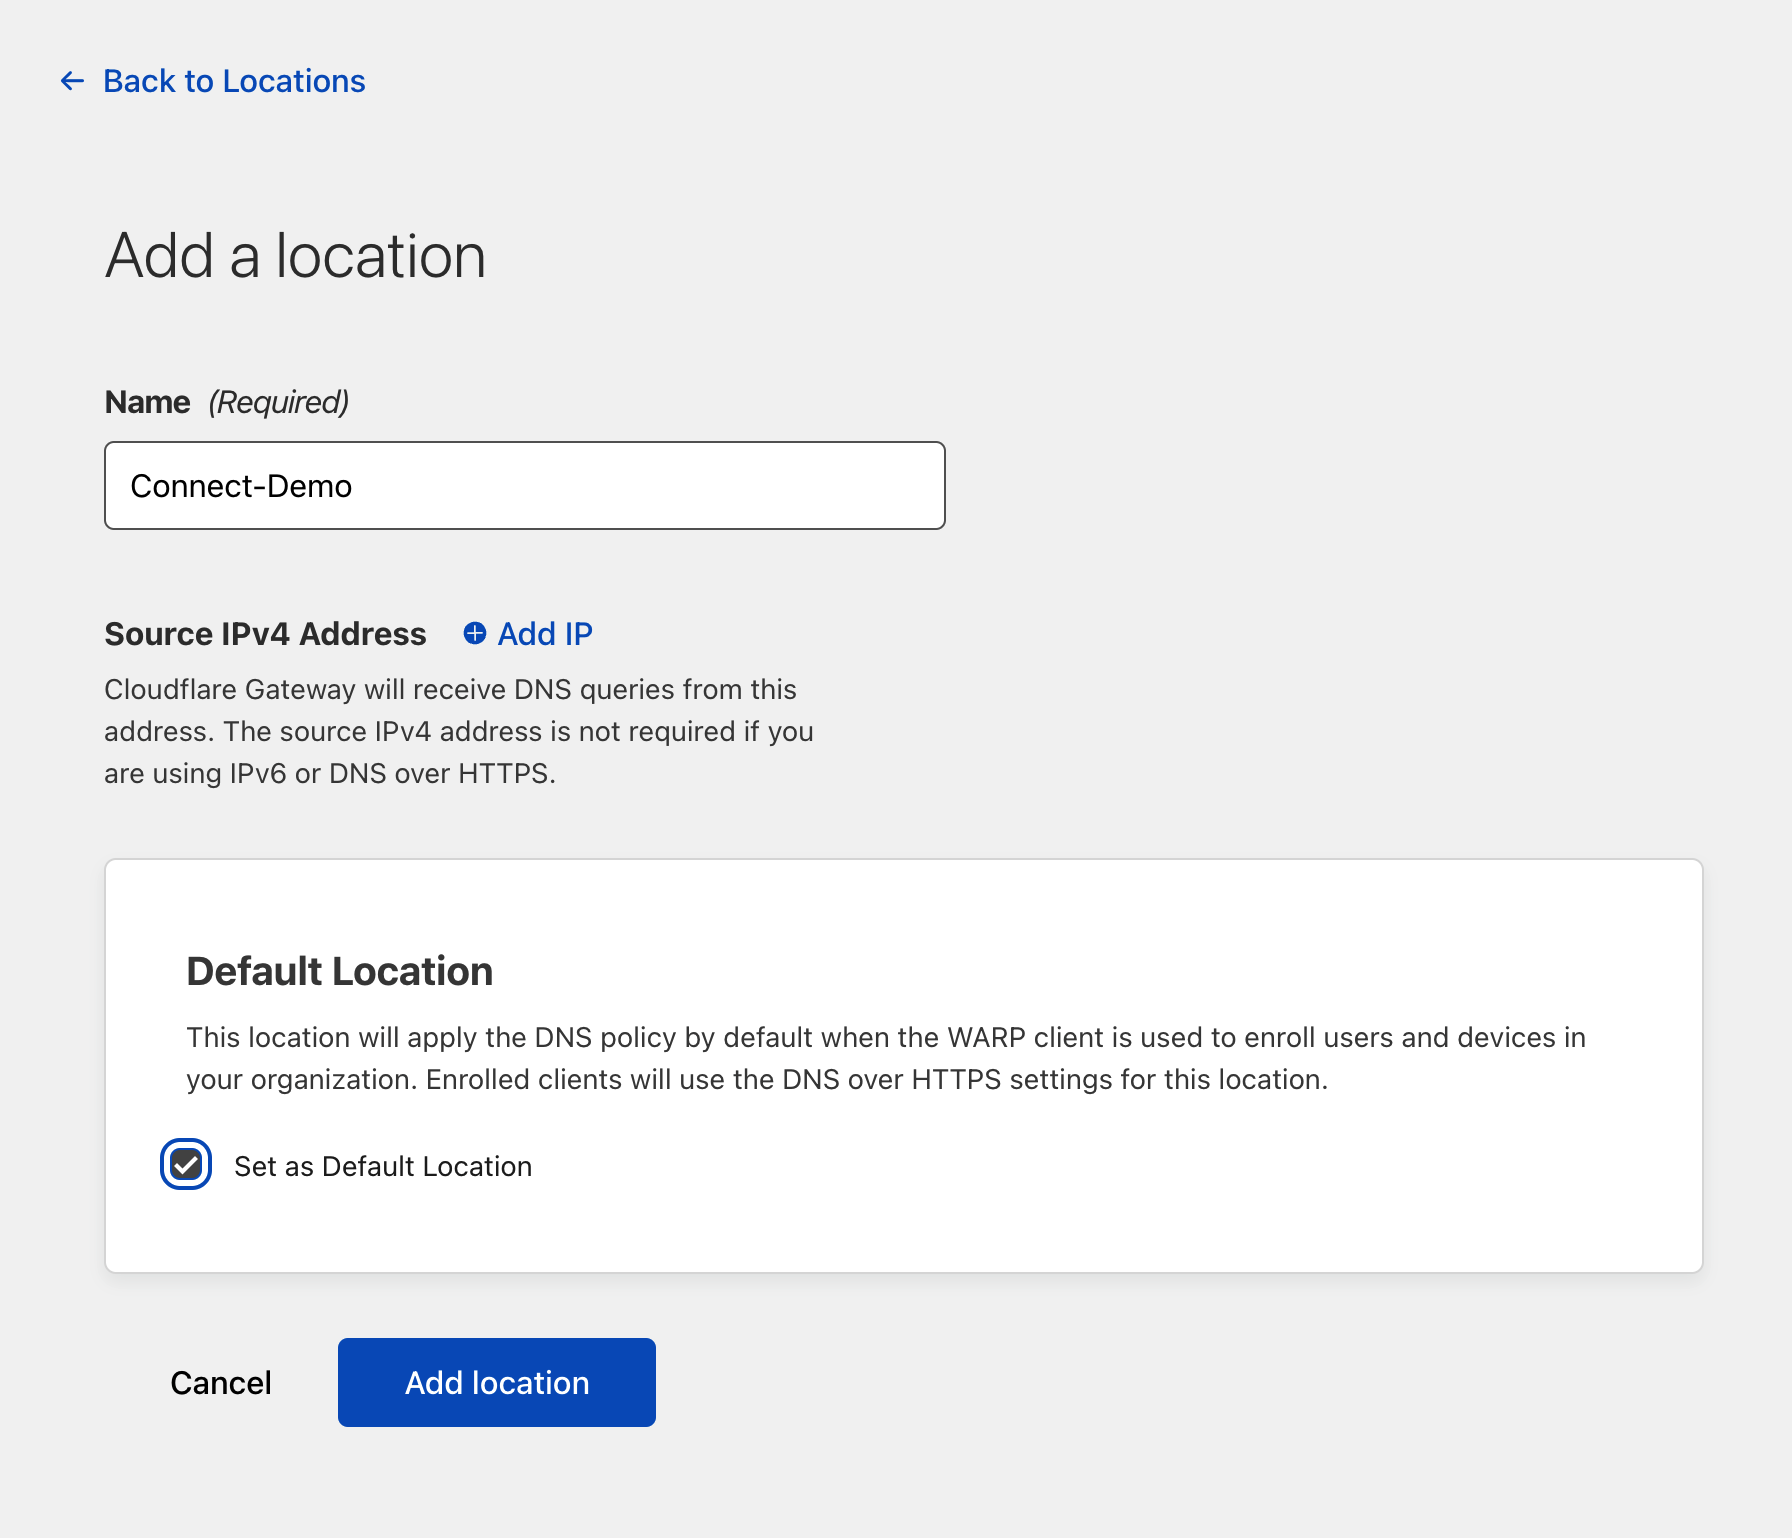 Back to Locations
Add a location
Name (Required)
Connect-Demo
Source IPv4 Address Add IP
Cloudflare Gateway will receive DNS queries from this
address. The source IPv4 address is not required if you
are using IPv6 or DNS over HTTPS.
Default Location
This location will apply the DNS policy by default when the WARP client is used to enroll users and devices in
your organization. Enrolled clients will use the DNS over HTTPS settings for this location.
Set as Default Location
Cancel Add location